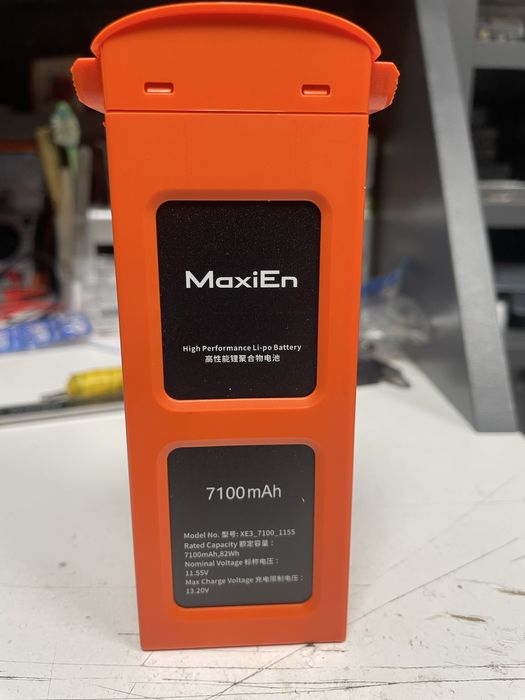 MaxiEn
High Performance Li-po Battery
高性能锂聚合物电池
7100mAh
Model No. 型号: XE3_7100_1155
Rated Capacity 额定容量：
7100mAh,82Wh
Nominal Voltage 标称电压：
11.55V
Max Charge Voltage 充电限制电压：
13.20V